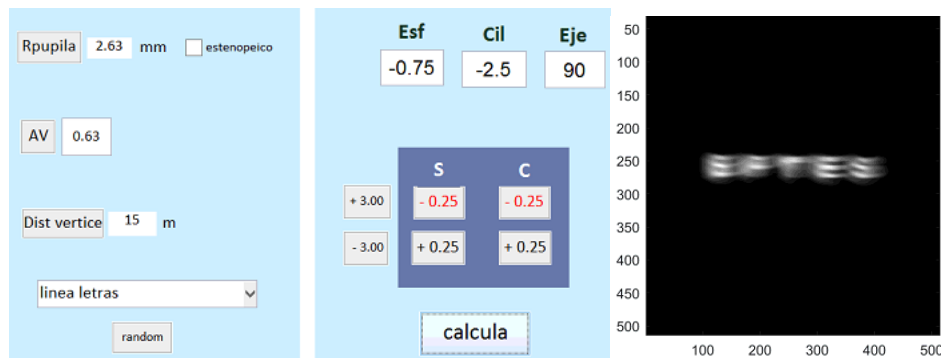 Rpupila 2.63 mm estenopeico
AV 0.63
Dist vertice 15 m
linea letras
random
Esf Cil Eje
-0.75 -2.5 90
S C
+ 3.00 - 0.25 - 0.25
- 3.00 + 0.25 + 0.25
calcula
50
100
150
200
250
300
350
400
450
500
100 200 300 400 500